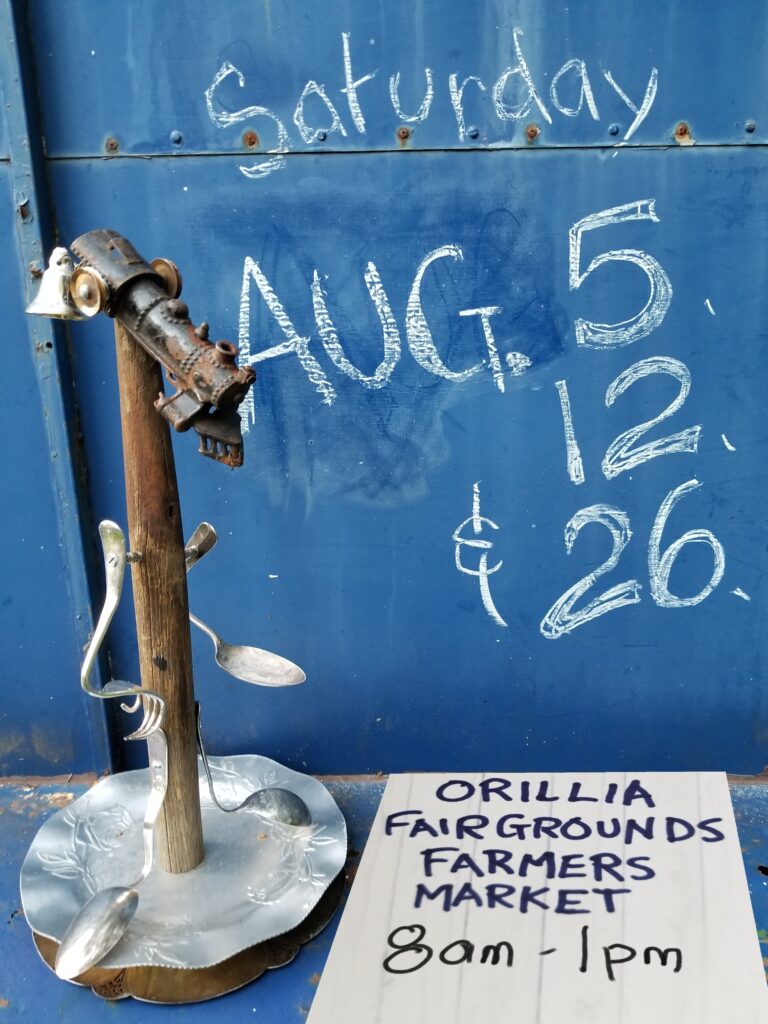 Saturday
AUG. 5,
12,
& 26.
ORILLIA
FAIRGROUNDS
FARMERS
MARKET
8am - 1pm